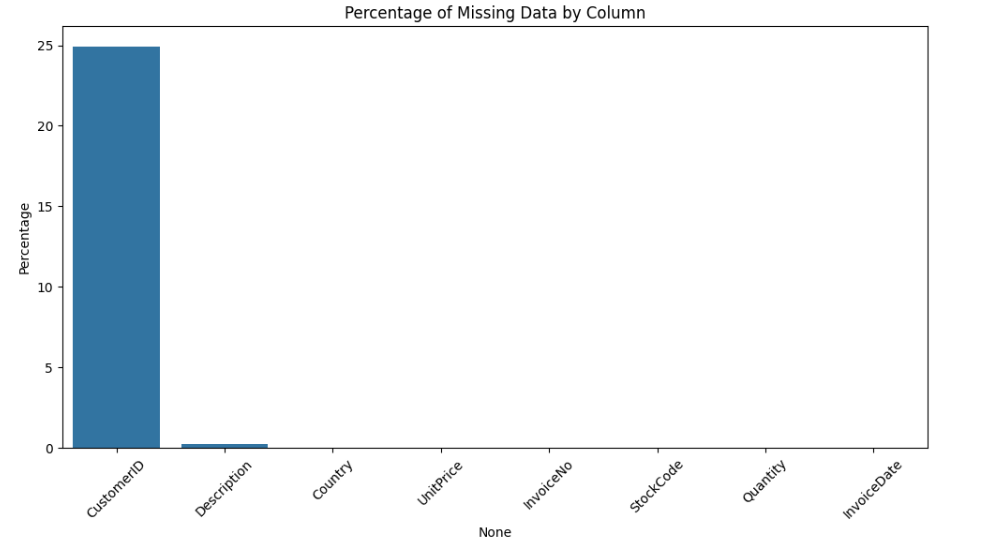 Percentage of Missing Data by Column
Percentage
25
20
15
10
5
0
CustomerID
Description
Country
UnitPrice
InvoiceNo
StockCode
Quantity
InvoiceDate
None